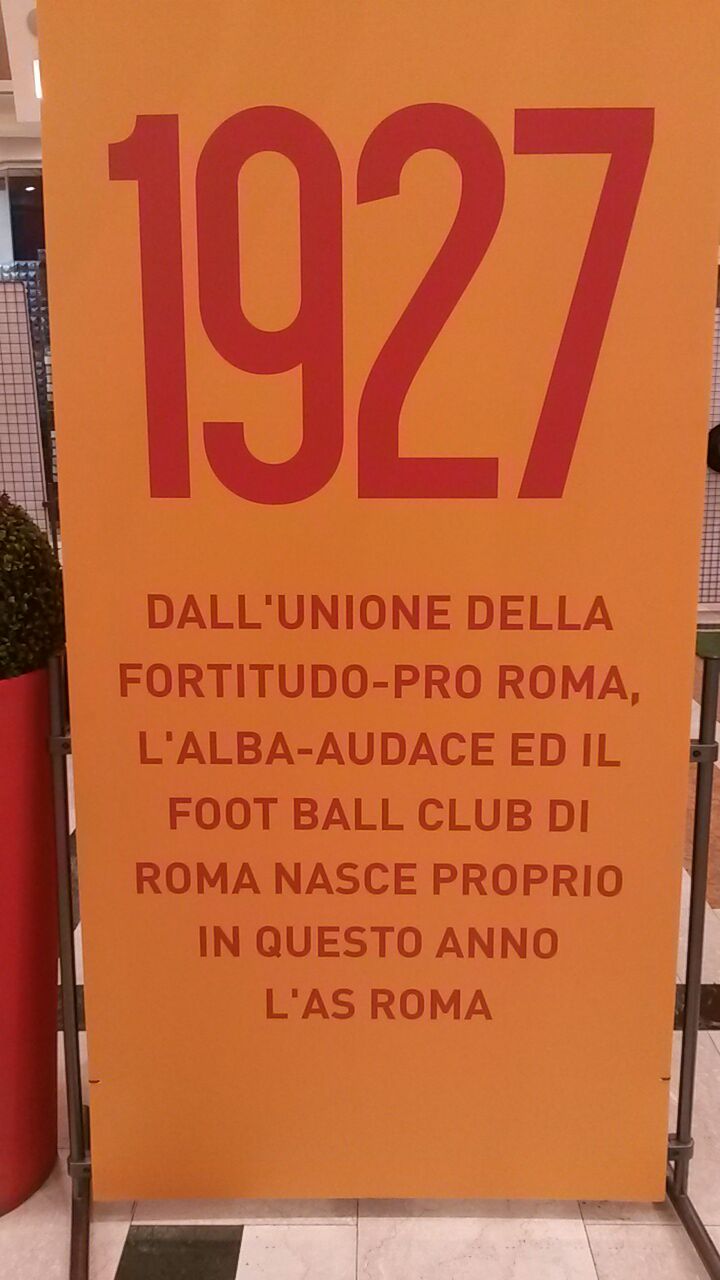 1927
DALL'UNIONE DELLA
FORTITUDO-PRO ROMA,
L'ALBA-AUDACE ED IL
FOOT BALL CLUB DI
ROMA NASCE PROPRIO
IN QUESTO ANNO
L'AS ROMA